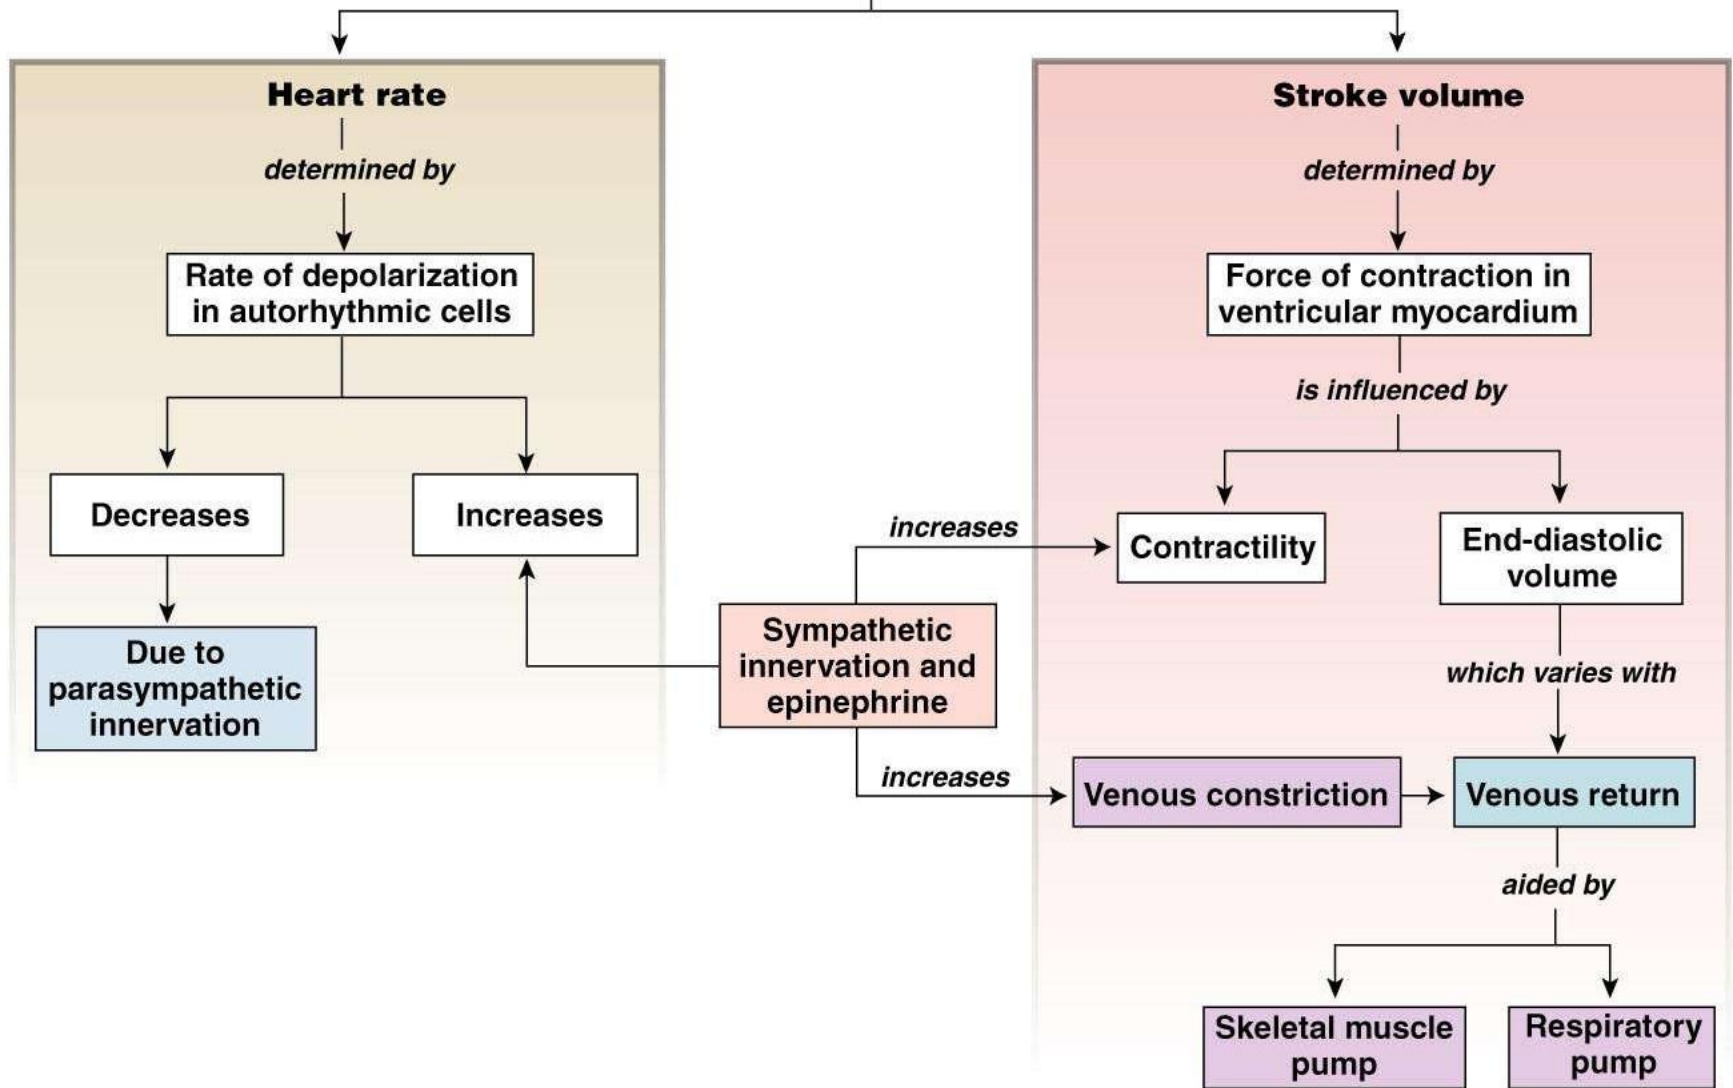 Heart rate
determined by
Rate of depolarization
in autorhythmic cells
Decreases
Increases
Due to
parasympathetic
innervation
Sympathetic
innervation and
epinephrine
increases
increases
Stroke volume
determined by
Force of contraction in
ventricular myocardium
is influenced by
Contractility
End-diastolic
volume
which varies with
Venous constriction
Venous return
aided by
Skeletal muscle
pump
Respiratory
pump